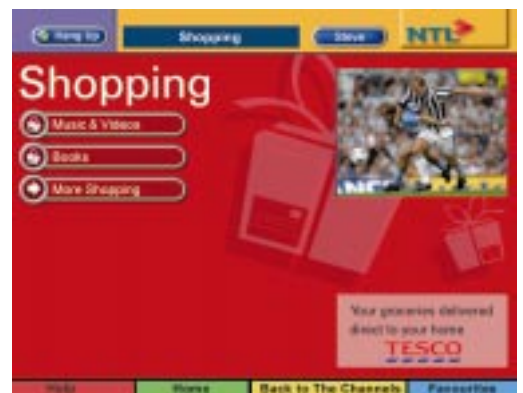 Hang Up
Shopping
Steve
NTL
Shopping
Music & Videos
Books
More Shopping
Your groceries delivered
direct to your home
TESCO
Help
Home
Back to The Channels
Favourites